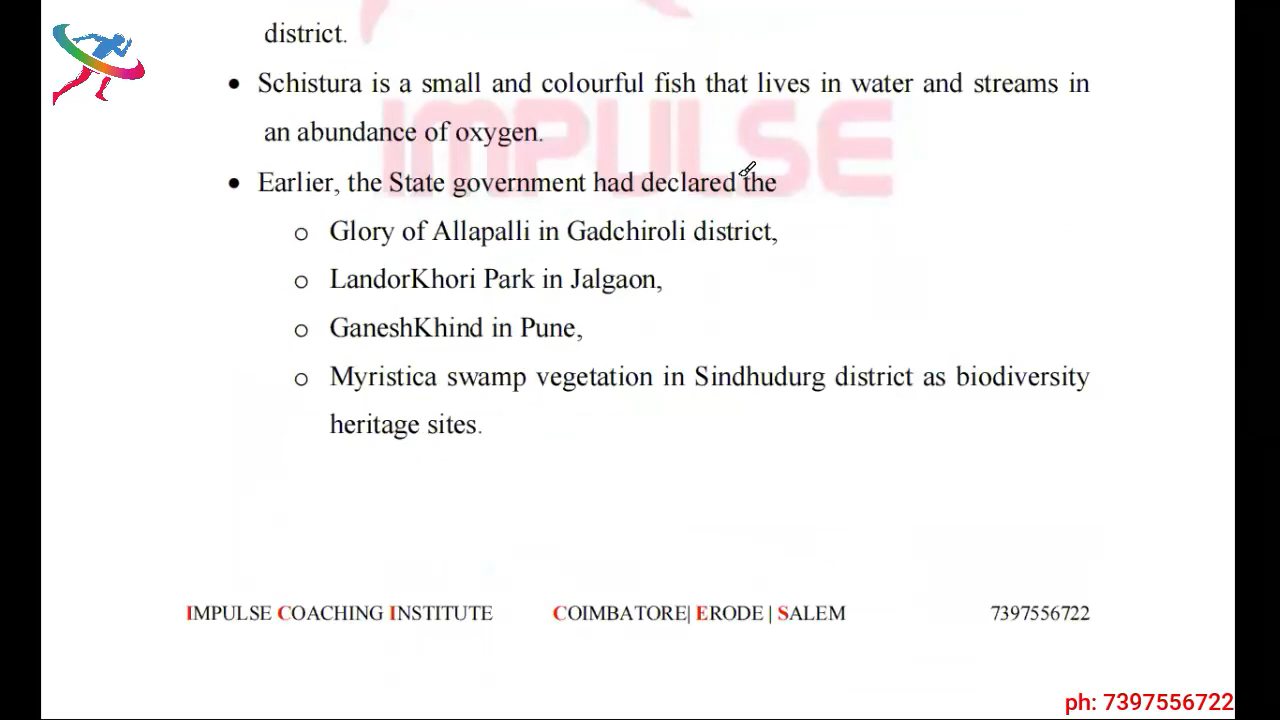 district.
• Schistura is a small and colourful fish that lives in water and streams in
an abundance of oxygen.
IMPULSE
• Earlier, the State government had declared the
o Glory of Allapalli in Gadchiroli district,
o LandorKhori Park in Jalgaon,
o GaneshKhind in Pune,
o Myristica swamp vegetation in Sindhudurg district as biodiversity
heritage sites.
IMPULSE COACHING INSTITUTE COIMBATORE| ERODE | SALEM 7397556722
ph: 7397556722